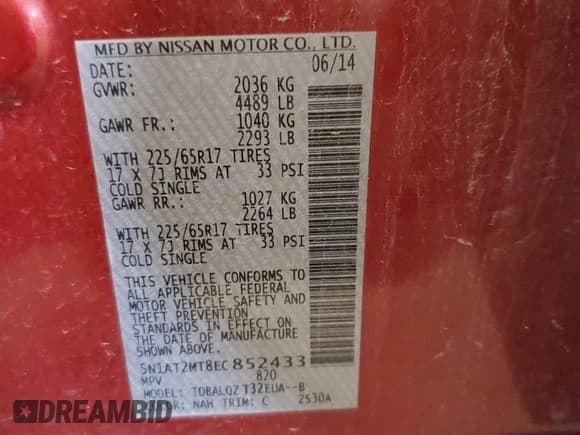 MFD BY NISSAN MOTOR CO., LTD.
DATE: 06/14
GVWR: 2036 KG
4489 LB
GAWR FR.: 1040 KG
2293 LB
WITH 225/65R17 TIRES
17 X 7J RIMS AT 33 PSI
COLD SINGLE
GAWR RR.: 1027 KG
2264 LB
WITH 225/65R17 TIRES
17 X 7J RIMS AT 33 PSI
COLD SINGLE
THIS VEHICLE CONFORMS TO
ALL APPLICABLE FEDERAL
MOTOR VEHICLE SAFETY AND
THEFT PREVENTION
STANDARDS IN EFFECT ON
THE DATE OF MANUFACTURE
SHOWN ABOVE.
5N1AT2MT8EC852433
MPV 820
MODEL: TDBALQZ T32EUA--B
NAH TRIM: C 2S30A
DREAMBID